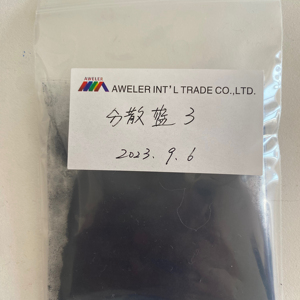 AWELER
AWELER INT'L TRADE CO.,LTD.
分散蓝 3
2023.9.6